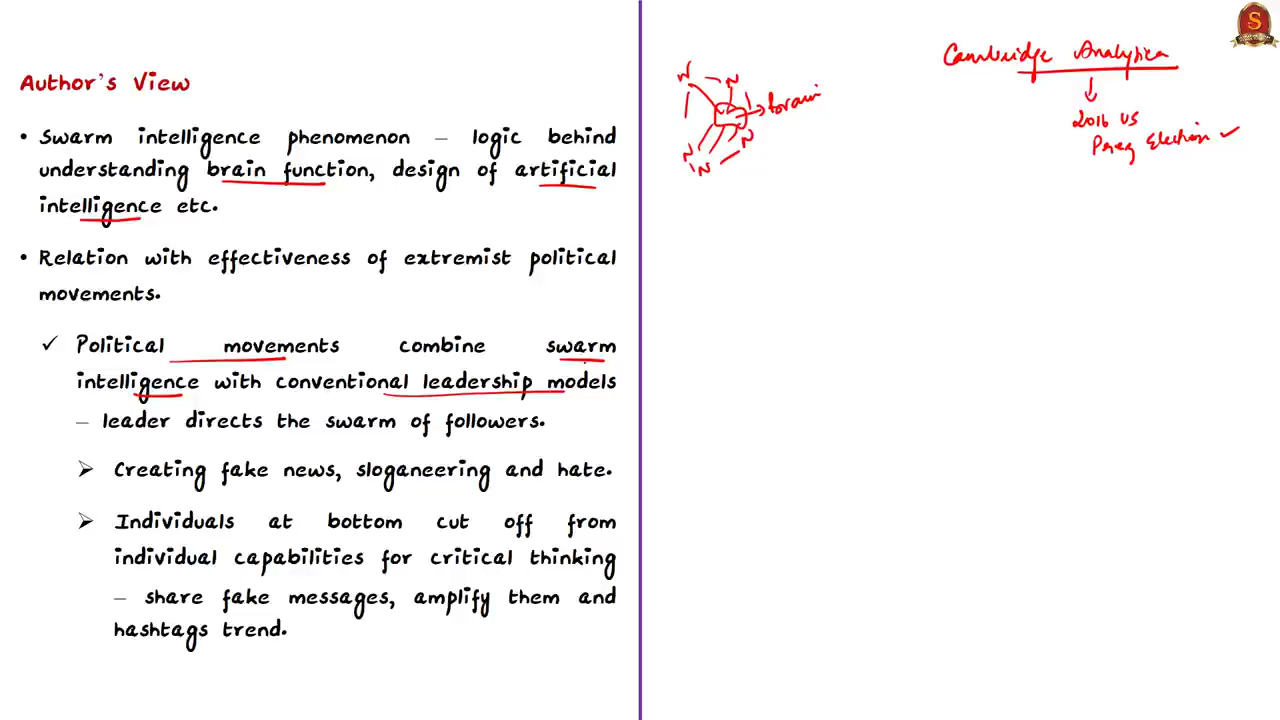 Author's View
• Swarm intelligence phenomenon – logic behind
understanding brain function, design of artificial
intelligence etc.
• Relation with effectiveness of extremist political
movements.
✓ Political movements combine swarm
intelligence with conventional leadership models
– leader directs the swarm of followers.
➢ Creating fake news, sloganeering and hate.
➢ Individuals at bottom cut off from
individual capabilities for critical thinking
– share fake messages, amplify them and
hashtags trend.
N N
brain
N N
N
Cambridge Analytica
2016 US
Election ✓
S